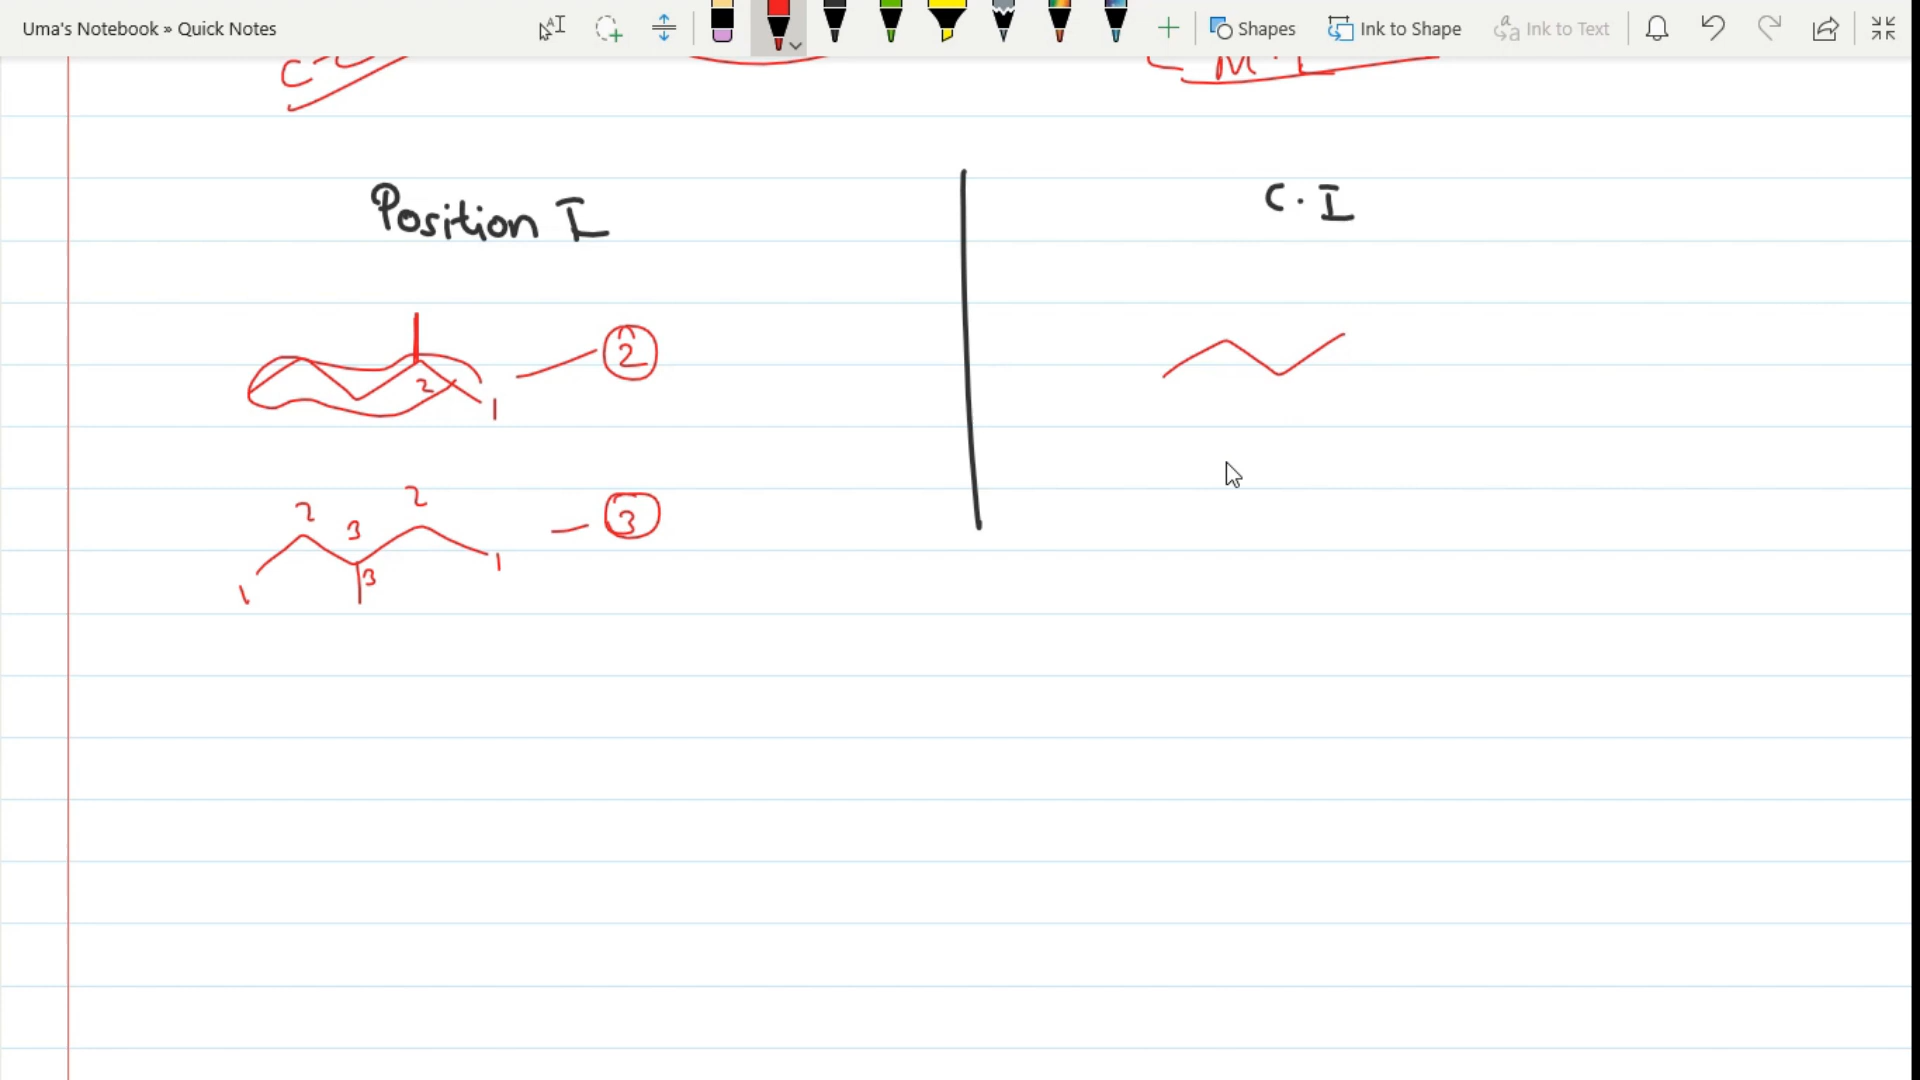 Uma's Notebook » Quick Notes
Shapes
Ink to Shape
Ink to Text
M.I
Position I
C.I
2
2
1
2
2
3
3
3
1
1